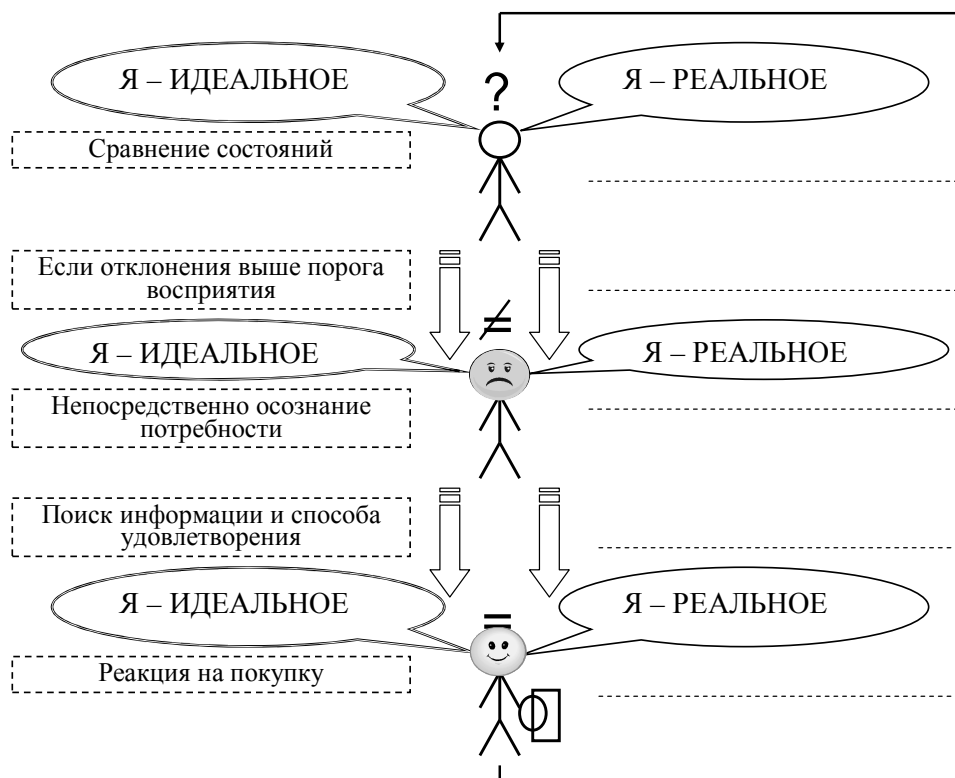 Я – ИДЕАЛЬНОЕ
Я – РЕАЛЬНОЕ
?
Сравнение состояний
Если отклонения выше порога
восприятия
≠
Я – ИДЕАЛЬНОЕ
Я – РЕАЛЬНОЕ
Непосредственно осознание
потребности
Поиск информации и способа
удовлетворения
Я – ИДЕАЛЬНОЕ
Я – РЕАЛЬНОЕ
=
Реакция на покупку